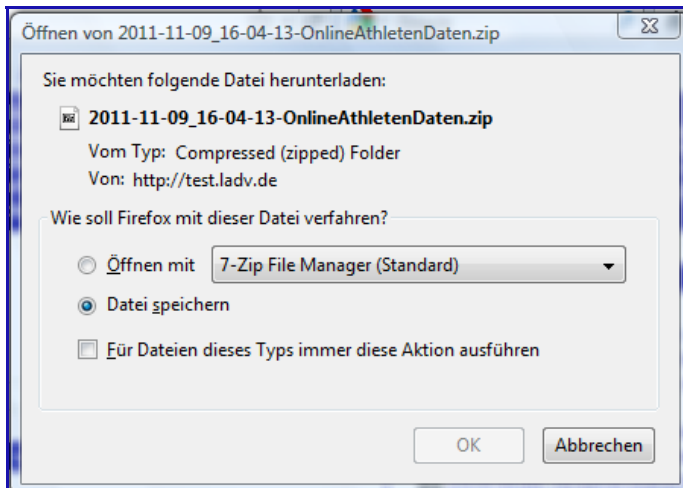 Öffnen von 2011-11-09_16-04-13-OnlineAthletenDaten.zip
Sie möchten folgende Datei herunterladen:
2011-11-09_16-04-13-OnlineAthletenDaten.zip
Vom Typ: Compressed (zipped) Folder
Von: http://test.ladv.de
Wie soll Firefox mit dieser Datei verfahren?
Öffnen mit 7-Zip File Manager (Standard)
Datei speichern
Für Dateien dieses Typs immer diese Aktion ausführen
OK Abbrechen